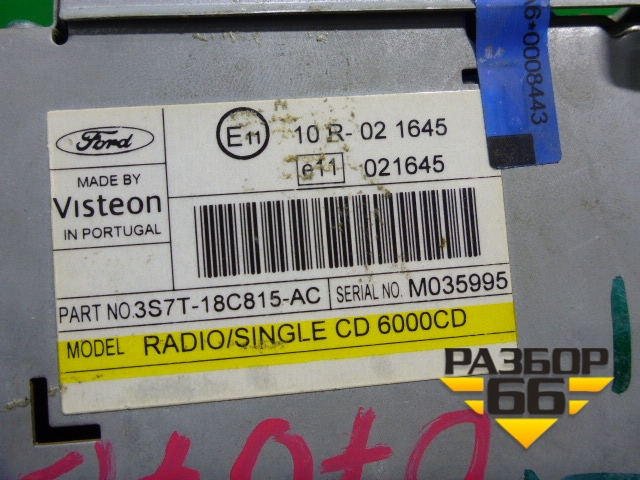 A6*0008443
Ford
E11 10 R- 02 1645
e11 021645
MADE BY
Visteon
IN PORTUGAL
PART NO. 3S7T-18C815-AC SERIAL NO. M035995
MODEL RADIO/SINGLE CD 6000CD
РАЗБОР
66